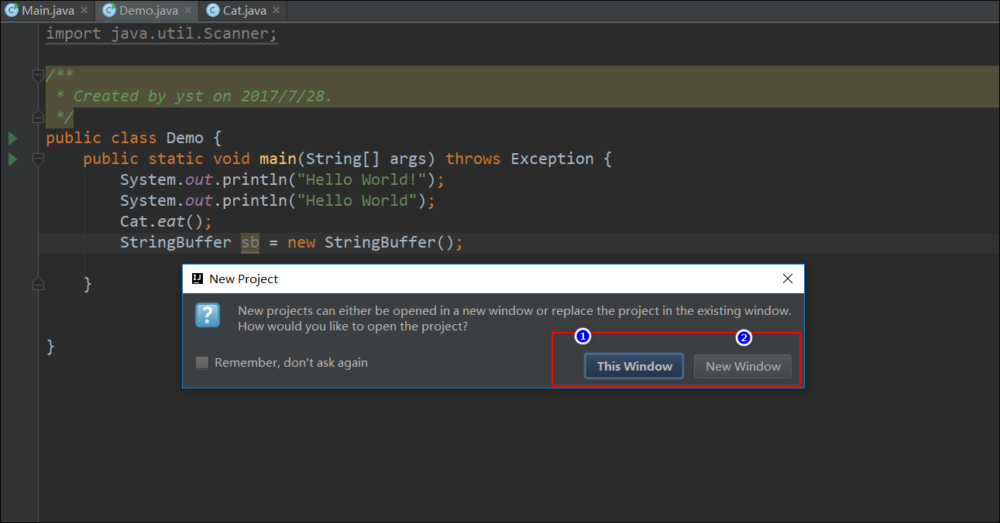 Main.java Demo.java Cat.java
import java.util.Scanner;
/**
* Created by yst on 2017/7/28.
*/
public class Demo {
public static void main(String[] args) throws Exception {
System.out.println("Hello World!");
System.out.println("Hello World");
Cat.eat();
StringBuffer sb = new StringBuffer();
}
}
New Project
New projects can either be opened in a new window or replace the project in the existing window.
How would you like to open the project?
1 2
Remember, don't ask again
This Window New Window